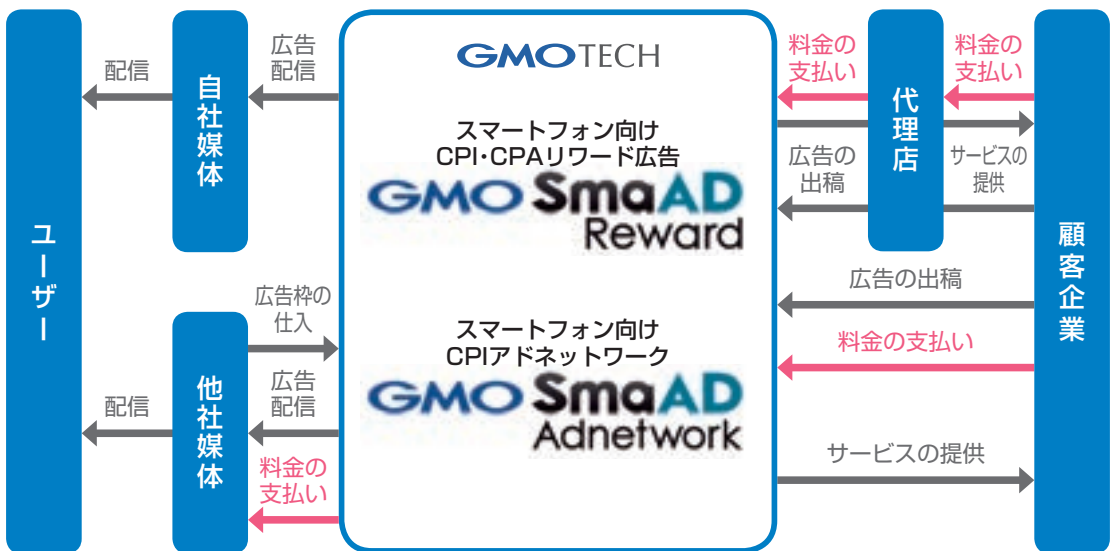 ユーザー
配信
自社媒体
広告
配信
配信
他社媒体
広告枠の
仕入
広告
配信
料金の
支払い
GMOTECH
スマートフォン向け
CPI・CPAリワード広告
GMO SmaAD
Reward
スマートフォン向け
CPIアドネットワーク
GMO SmaAD
Adnetwork
料金の
支払い
代理店
料金の
支払い
広告の
出稿
サービスの
提供
広告の出稿
料金の支払い
サービスの提供
顧客企業